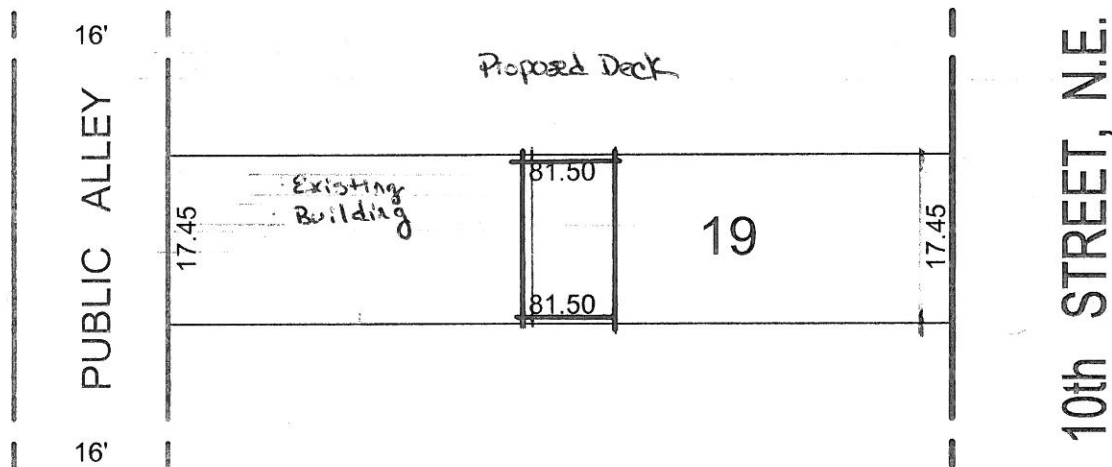 16'
Proposed Deck
PUBLIC ALLEY
17.45
Existing
Building
81.50
19
81.50
17.45
10th STREET, N.E.
16'